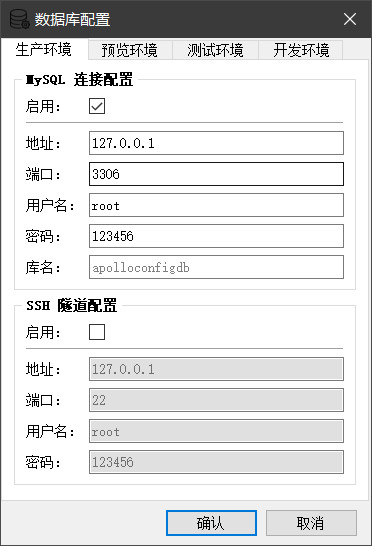 数据库配置
生产环境 预览环境 测试环境 开发环境
MySQL 连接配置
启用：
地址： 127.0.0.1
端口： 3306
用户名： root
密码： 123456
库名： apolloconfigdb
SSH 隧道配置
启用：
地址： 127.0.0.1
端口： 22
用户名： root
密码： 123456
确认 取消